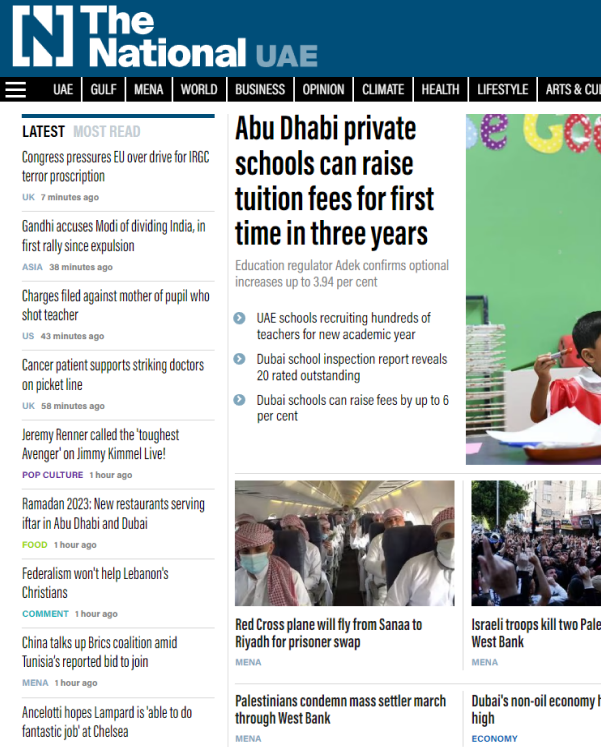 The
National UAE
UAE GULF MENA WORLD BUSINESS OPINION CLIMATE HEALTH LIFESTYLE ARTS & CU
LATEST MOST READ
Congress pressures EU over drive for IRGC
terror proscription
UK 7 minutes ago
Gandhi accuses Modi of dividing India, in
first rally since expulsion
ASIA 38 minutes ago
Charges filed against mother of pupil who
shot teacher
US 43 minutes ago
Cancer patient supports striking doctors
on picket line
UK 58 minutes ago
Jeremy Renner called the 'toughest
Avenger' on Jimmy Kimmel Live!
POP CULTURE 1 hour ago
Ramadan 2023: New restaurants serving
iftar in Abu Dhabi and Dubai
FOOD 1 hour ago
Federalism won't help Lebanon's
Christians
COMMENT 1 hour ago
China talks up Brics coalition amid
Tunisia's reported bid to join
MENA 1 hour ago
Ancelotti hopes Lampard is 'able to do
fantastic job' at Chelsea
Abu Dhabi private
schools can raise
tuition fees for first
time in three years
Education regulator Adek confirms optional
increases up to 3.94 per cent
UAE schools recruiting hundreds of
teachers for new academic year
Dubai school inspection report reveals
20 rated outstanding
Dubai schools can raise fees by up to 6
per cent
Red Cross plane will fly from Sanaa to
Riyadh for prisoner swap
MENA
Israeli troops kill two Pale
West Bank
MENA
Palestinians condemn mass settler march
through West Bank
MENA
Dubai's non-oil economy h
high
ECONOMY